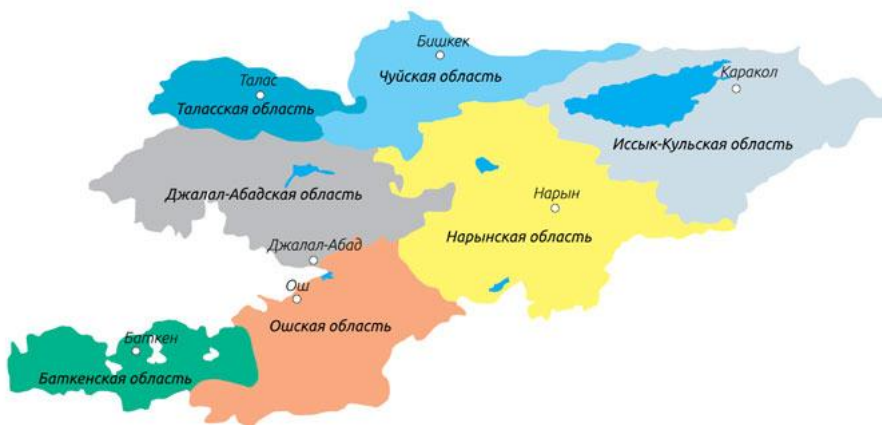 Бишкек
Чуйская область
Талас
Таласская область
Каракол
Иссык-Кульская область
Джалал-Абадская область
Нарын
Нарынская область
Джалал-Абад
Ош
Ошская область
Баткен
Баткенская область